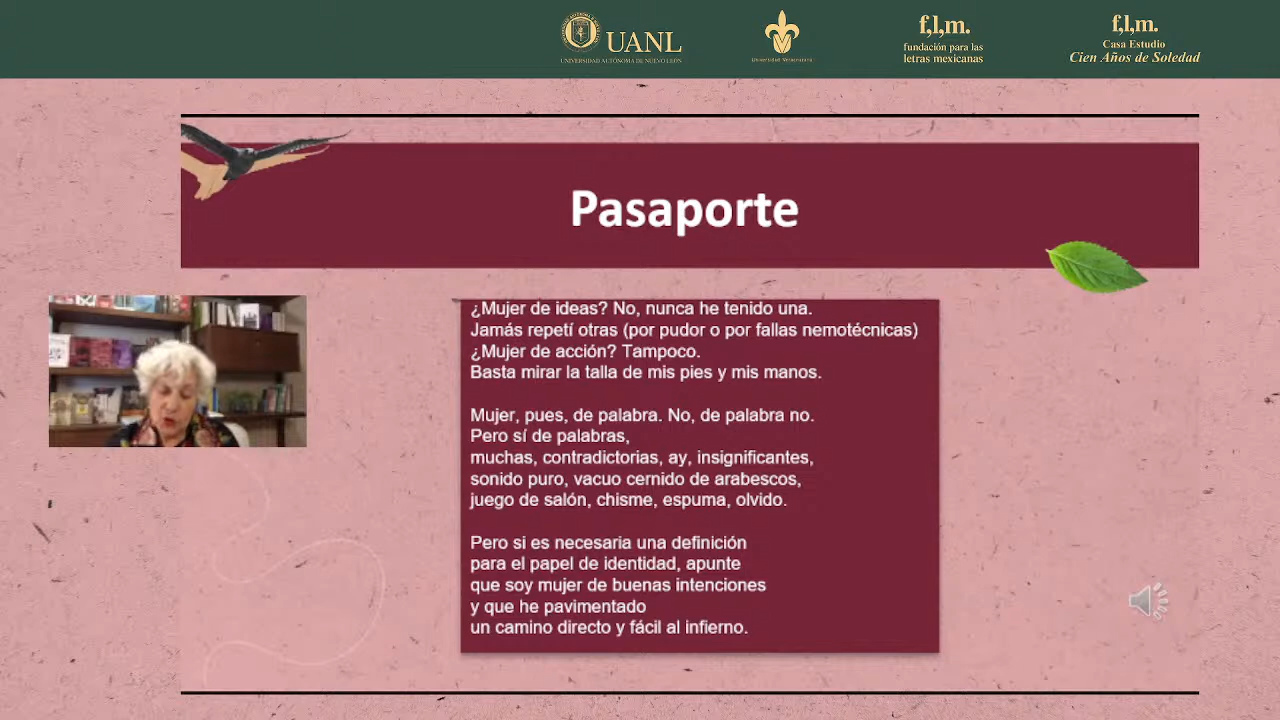 UANL
UNIVERSIDAD AUTÓNOMA DE NUEVO LEÓN
Universidad Veracruzana
f,l,m.
fundación para las
letras mexicanas
f,l,m.
Casa Estudio
Cien Años de Soledad
Pasaporte
¿Mujer de ideas? No, nunca he tenido una.
Jamás repetí otras (por pudor o por fallas nemotécnicas)
¿Mujer de acción? Tampoco.
Basta mirar la talla de mis pies y mis manos.
Mujer, pues, de palabra. No, de palabra no.
Pero sí de palabras,
muchas, contradictorias, ay, insignificantes,
sonido puro, vacuo cernido de arabescos,
juego de salón, chisme, espuma, olvido.
Pero si es necesaria una definición
para el papel de identidad, apunte
que soy mujer de buenas intenciones
y que he pavimentado
un camino directo y fácil al infierno.